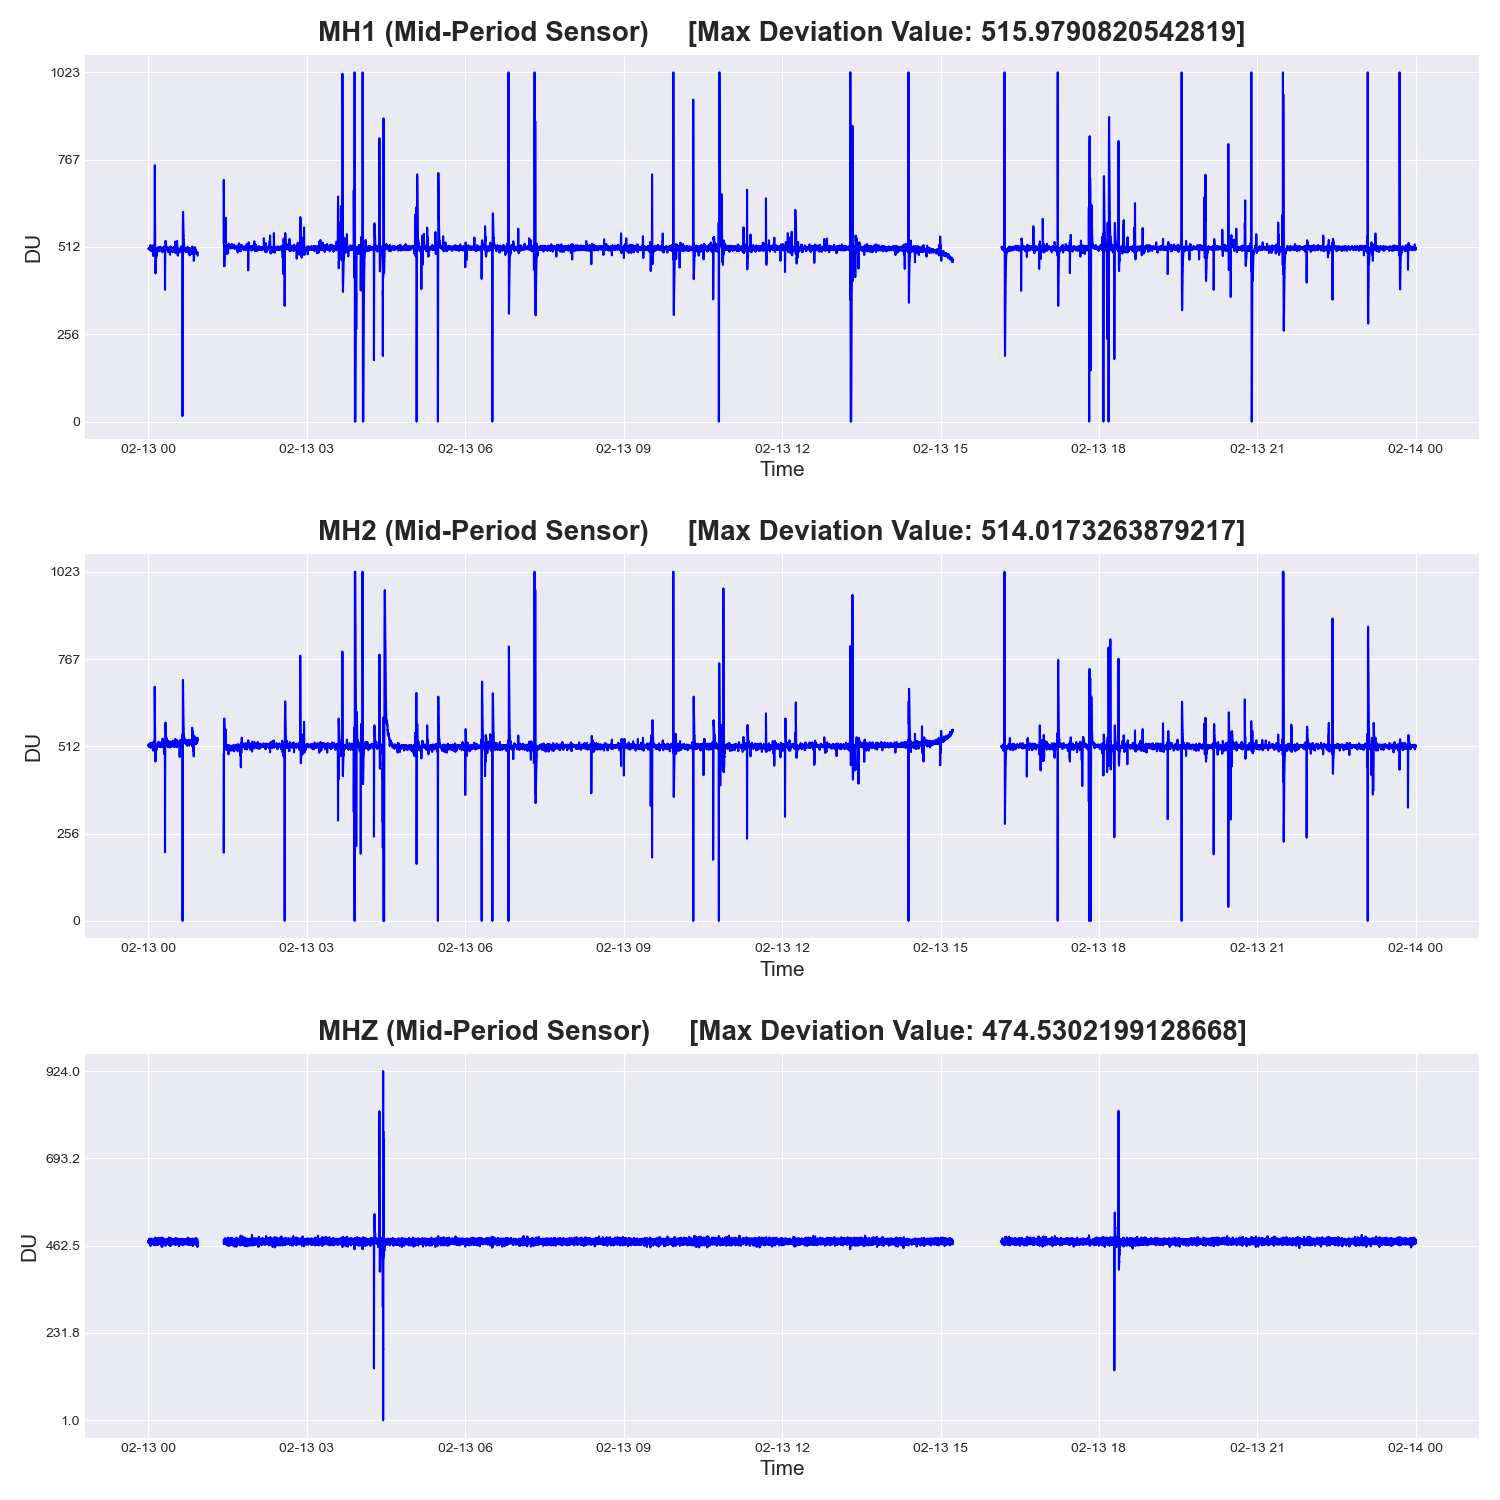 MH1 (Mid-Period Sensor) [Max Deviation Value: 515.9790820542819]
1023
767
512
256
0
DU
02-13 00 02-13 03 02-13 06 02-13 09 02-13 12 02-13 15 02-13 18 02-13 21 02-14 00
Time
MH2 (Mid-Period Sensor) [Max Deviation Value: 514.0173263879217]
1023
767
512
256
0
DU
02-13 00 02-13 03 02-13 06 02-13 09 02-13 12 02-13 15 02-13 18 02-13 21 02-14 00
Time
MHZ (Mid-Period Sensor) [Max Deviation Value: 474.5302199128668]
924.0
693.2
462.5
231.8
1.0
DU
02-13 00 02-13 03 02-13 06 02-13 09 02-13 12 02-13 15 02-13 18 02-13 21 02-14 00
Time